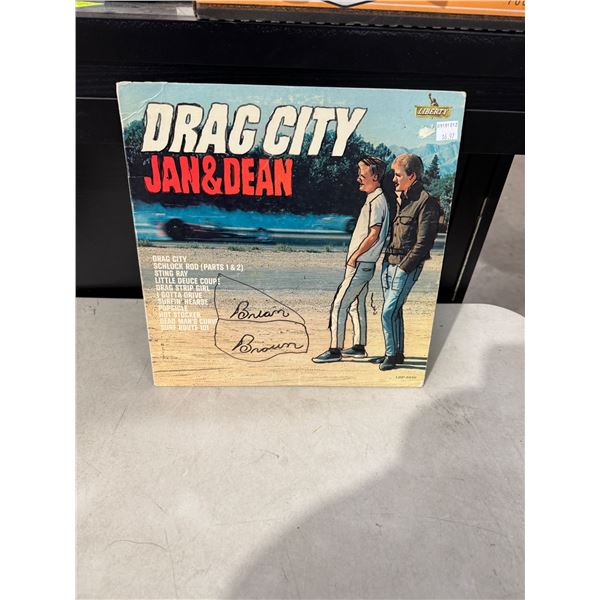 DRAG CITY
JAN&DEAN
LIBERTY
DRAG CITY
SCHLOCK ROD (PARTS 1 & 2)
STING RAY
LITTLE DEUCE COUPE
DRAG STRIP GIRL
I GOTTA DRIVE
SURFIN' HEARSE
HOT STOCKER
DEAD MAN'S CURVE
SURF ROUTE 101
Brian
Brown